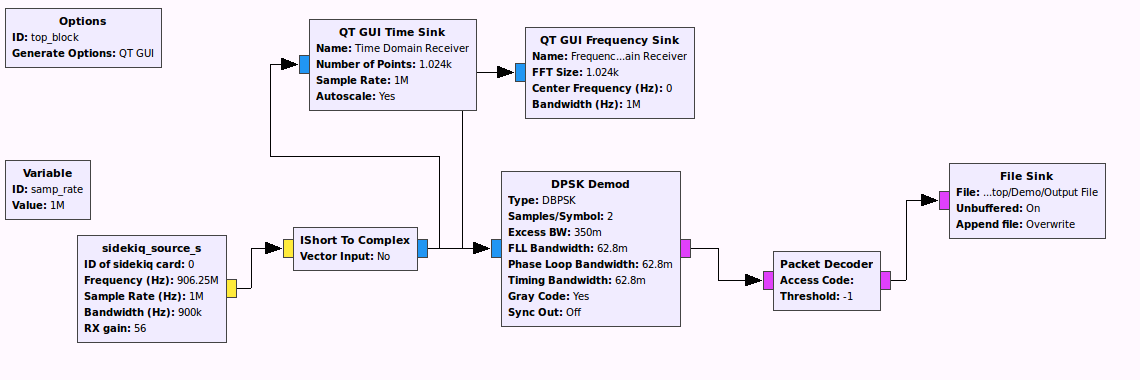 Options
ID: top_block
Generate Options: QT GUI
QT GUI Time Sink
Name: Time Domain Receiver
Number of Points: 1.024k
Sample Rate: 1M
Autoscale: Yes
QT GUI Frequency Sink
Name: Frequenc...ain Receiver
FFT Size: 1.024k
Center Frequency (Hz): 0
Bandwidth (Hz): 1M
Variable
ID: samp_rate
Value: 1M
sidekiq_source_s
ID of sidekiq card: 0
Frequency (Hz): 906.25M
Sample Rate (Hz): 1M
Bandwidth (Hz): 900k
RX gain: 56
IShort To Complex
Vector Input: No
DPSK Demod
Type: DBPSK
Samples/Symbol: 2
Excess BW: 350m
FLL Bandwidth: 62.8m
Phase Loop Bandwidth: 62.8m
Timing Bandwidth: 62.8m
Gray Code: Yes
Sync Out: Off
Packet Decoder
Access Code:
Threshold: -1
File Sink
File: ...top/Demo/Output File
Unbuffered: On
Append file: Overwrite